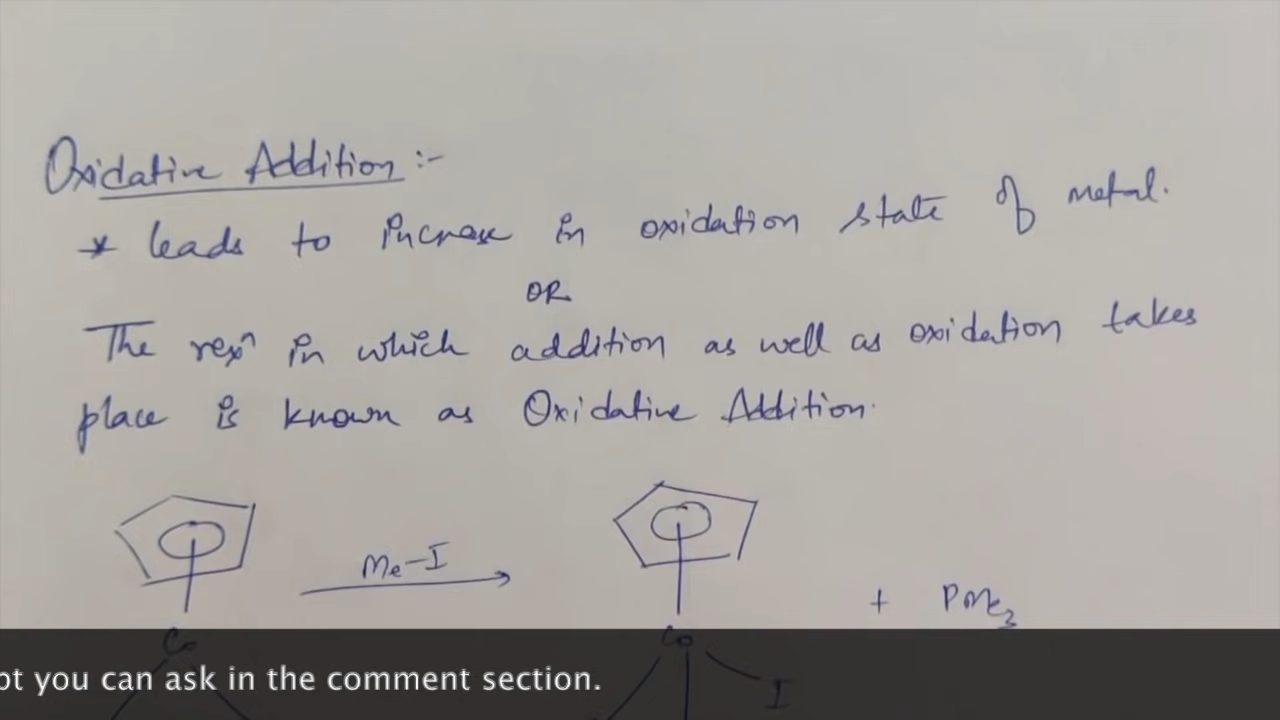 Oxidative Addition :-
* leads to increase in oxidation state of metal.
OR
The rexⁿ in which addition as well as oxidation takes
place is known as Oxidative Addition.
Me-I
+ PMe₃
Co Co
I
pt you can ask in the comment section.